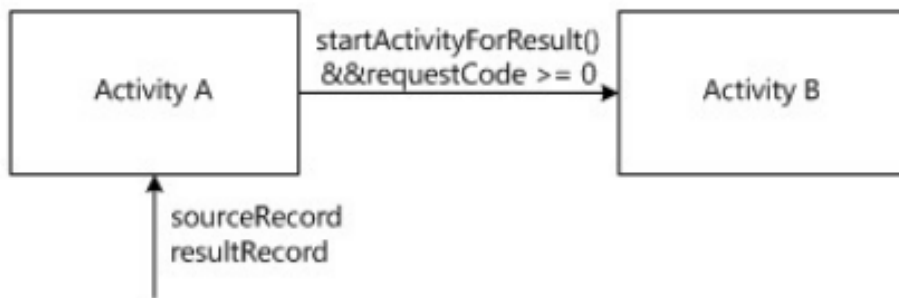 Activity A
startActivityForResult()
&&requestCode >= 0
Activity B
sourceRecord
resultRecord